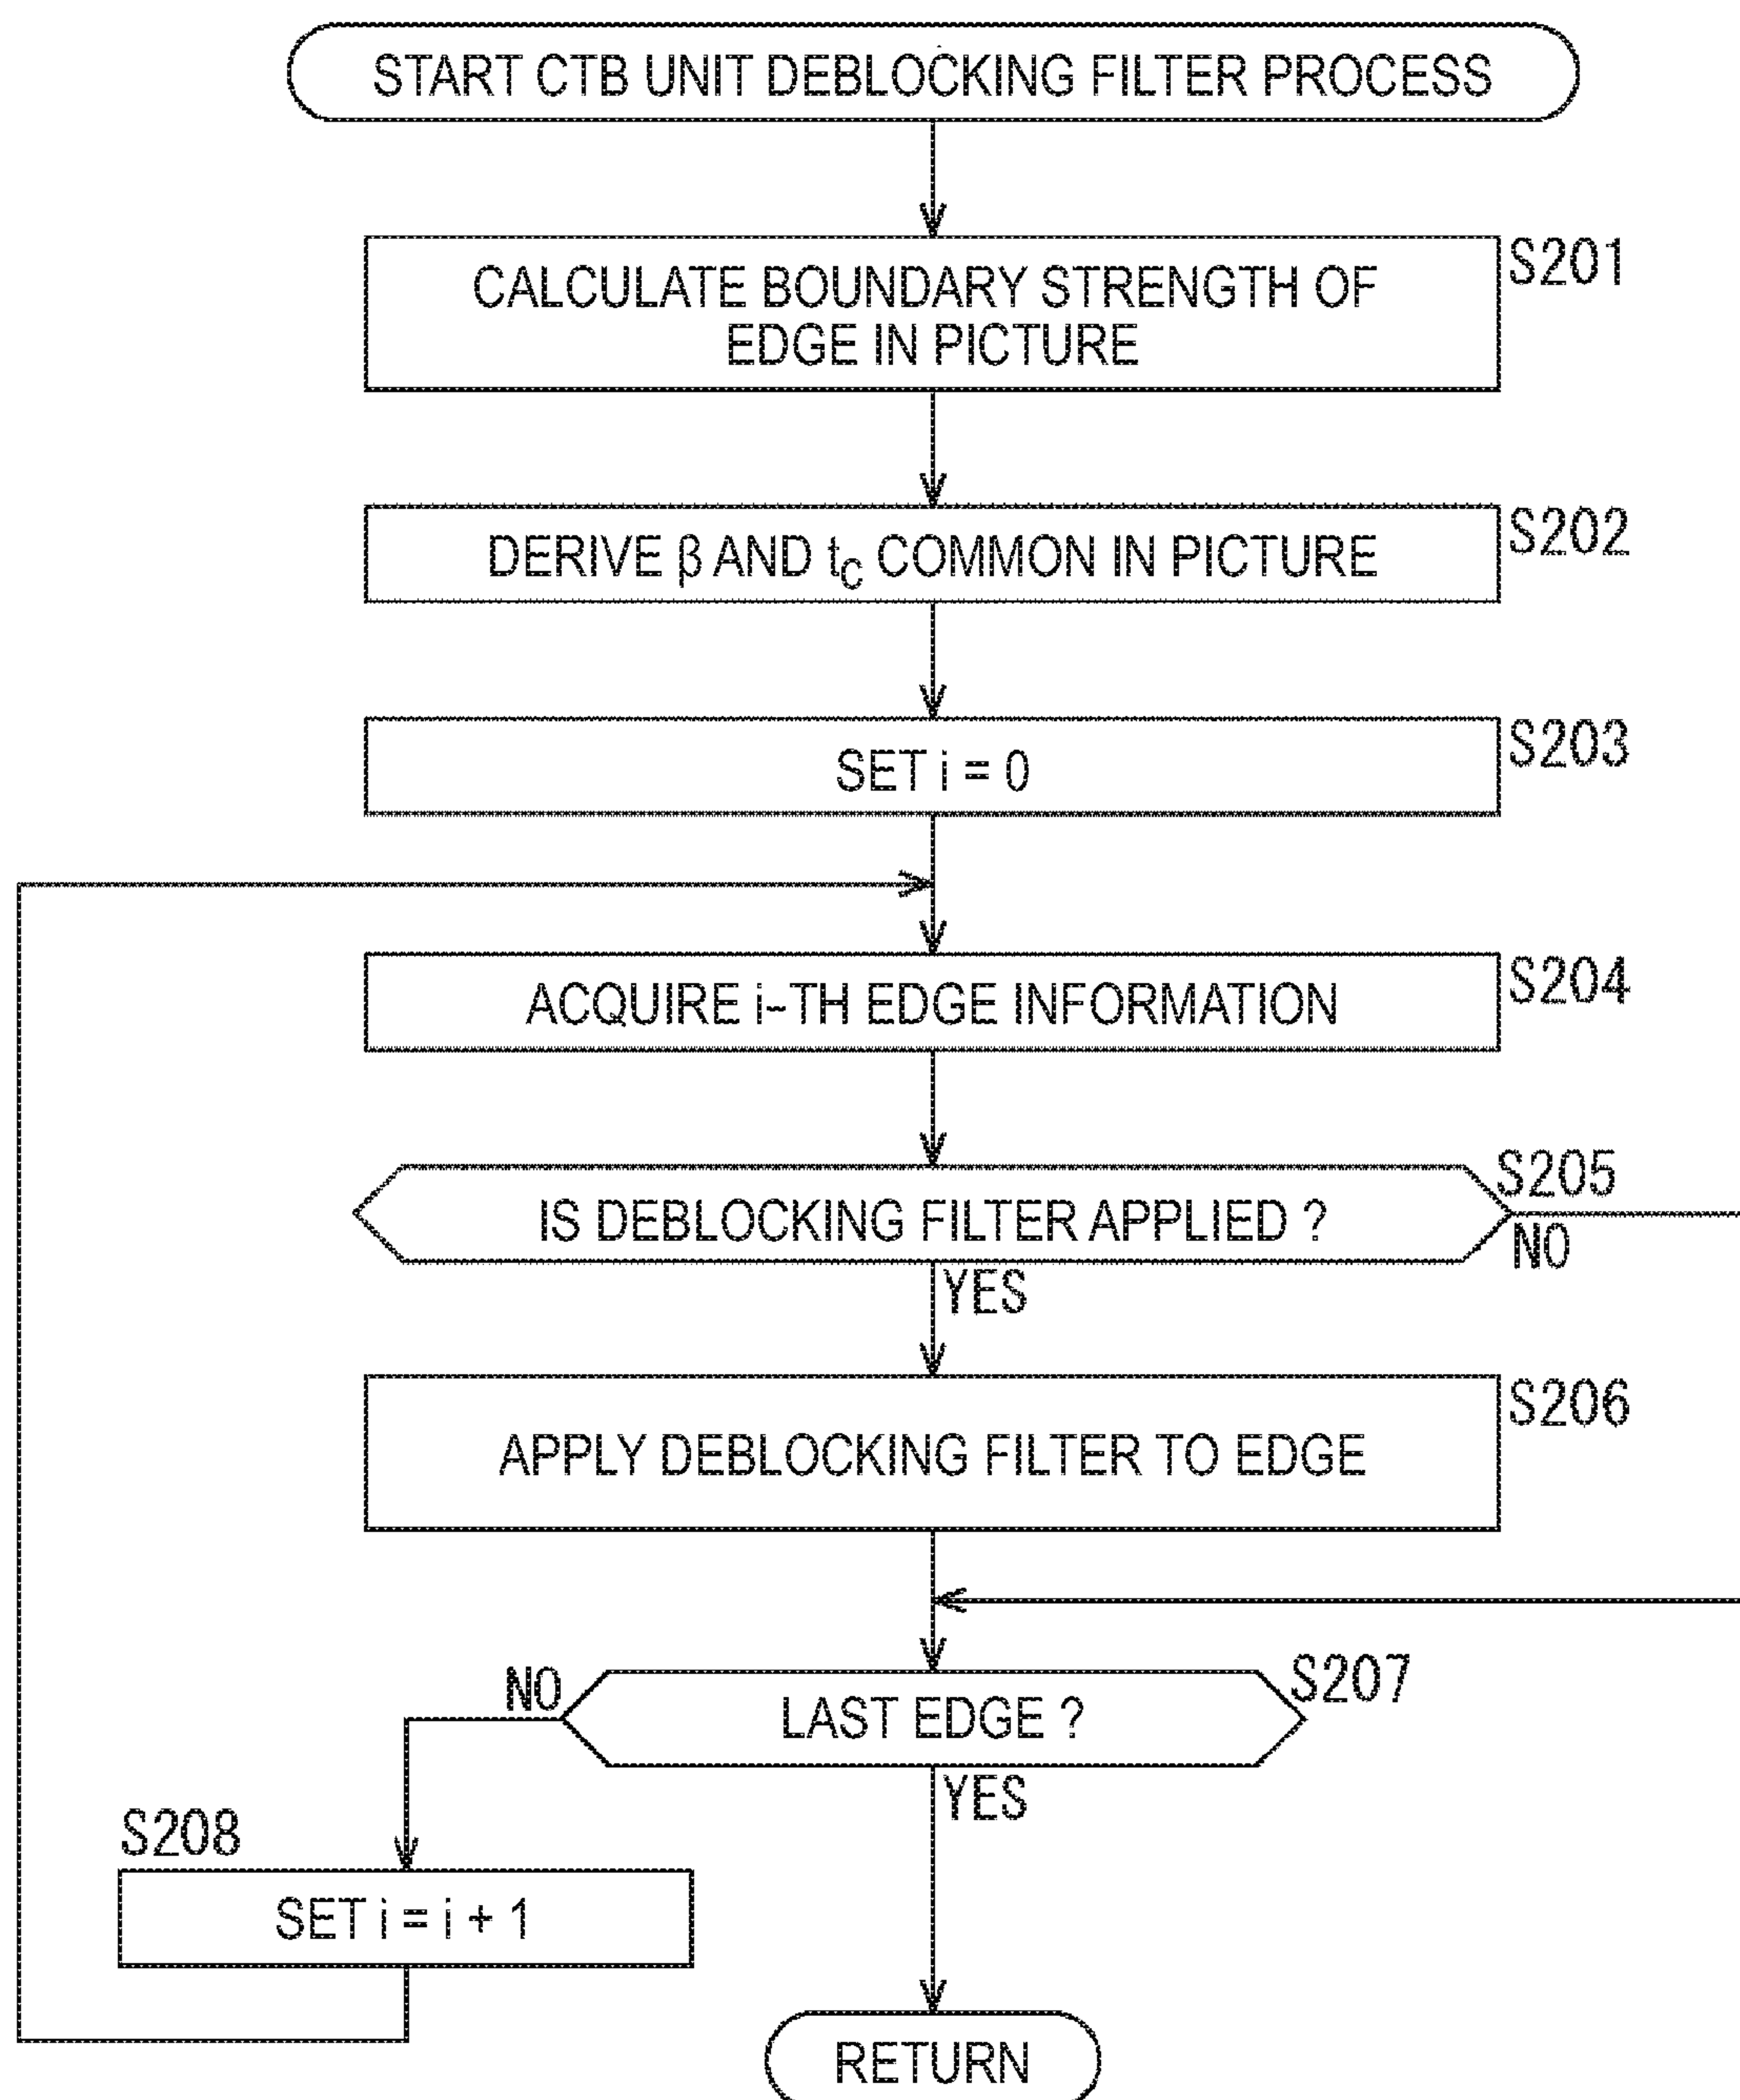 START CTB UNIT DEBLOCKING FILTER PROCESS
S201
CALCULATE BOUNDARY STRENGTH OF
EDGE IN PICTURE
S202
DERIVE β AND tC COMMON IN PICTURE
S203
SET i = 0
S204
ACQUIRE i-TH EDGE INFORMATION
S205
IS DEBLOCKING FILTER APPLIED ?
NO
YES
S206
APPLY DEBLOCKING FILTER TO EDGE
NO
S207
LAST EDGE ?
YES
S208
SET i = i + 1
RETURN